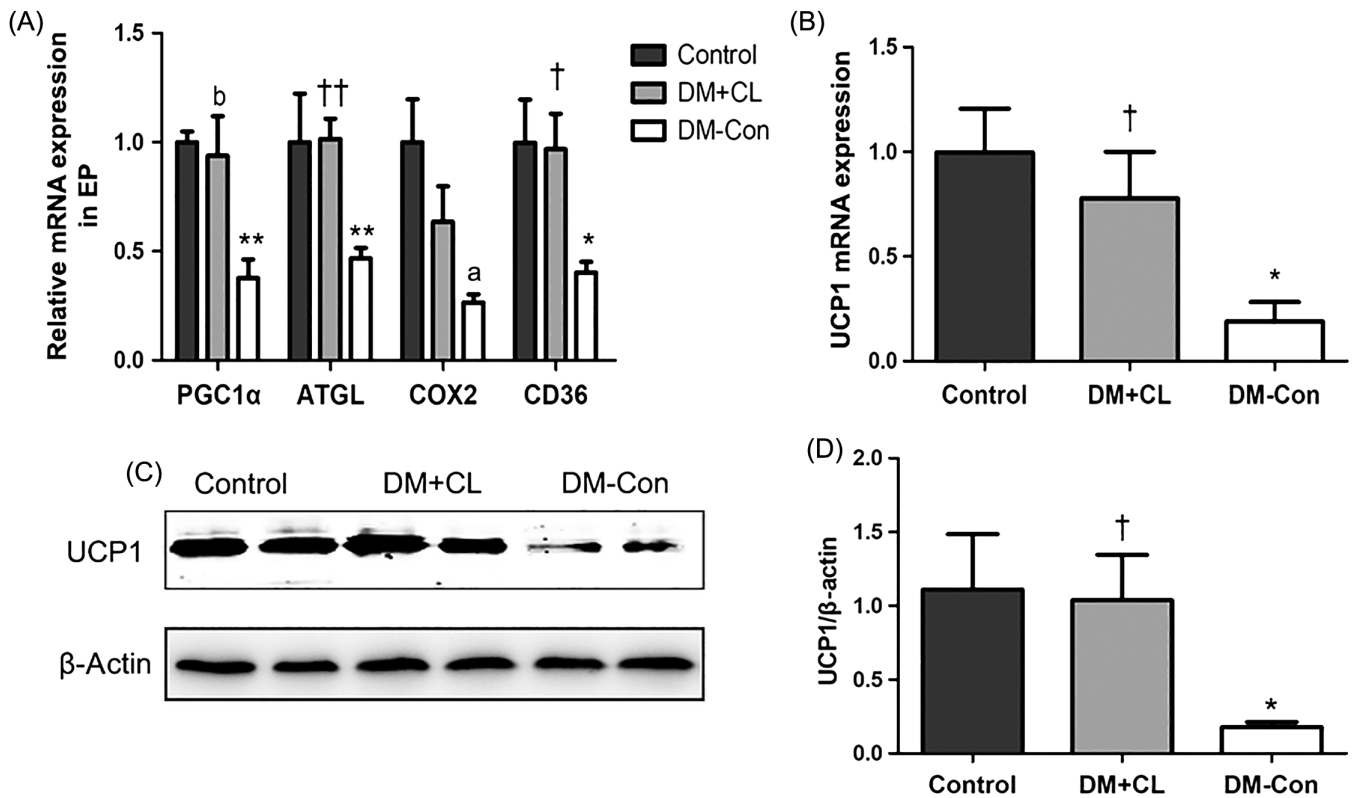 (A)
Relative mRNA expression
in EP
1.5
1.0
0.5
0.0
b
**
††
**
a
†
*
PGC1α ATGL COX2 CD36
Control
DM+CL
DM-Con
(B)
UCP1 mRNA expression
1.5
1.0
0.5
0.0
†
*
Control DM+CL DM-Con
(C)
Control DM+CL DM-Con
UCP1
β-Actin
(D)
UCP1/β-actin
2.0
1.5
1.0
0.5
0.0
†
*
Control DM+CL DM-Con